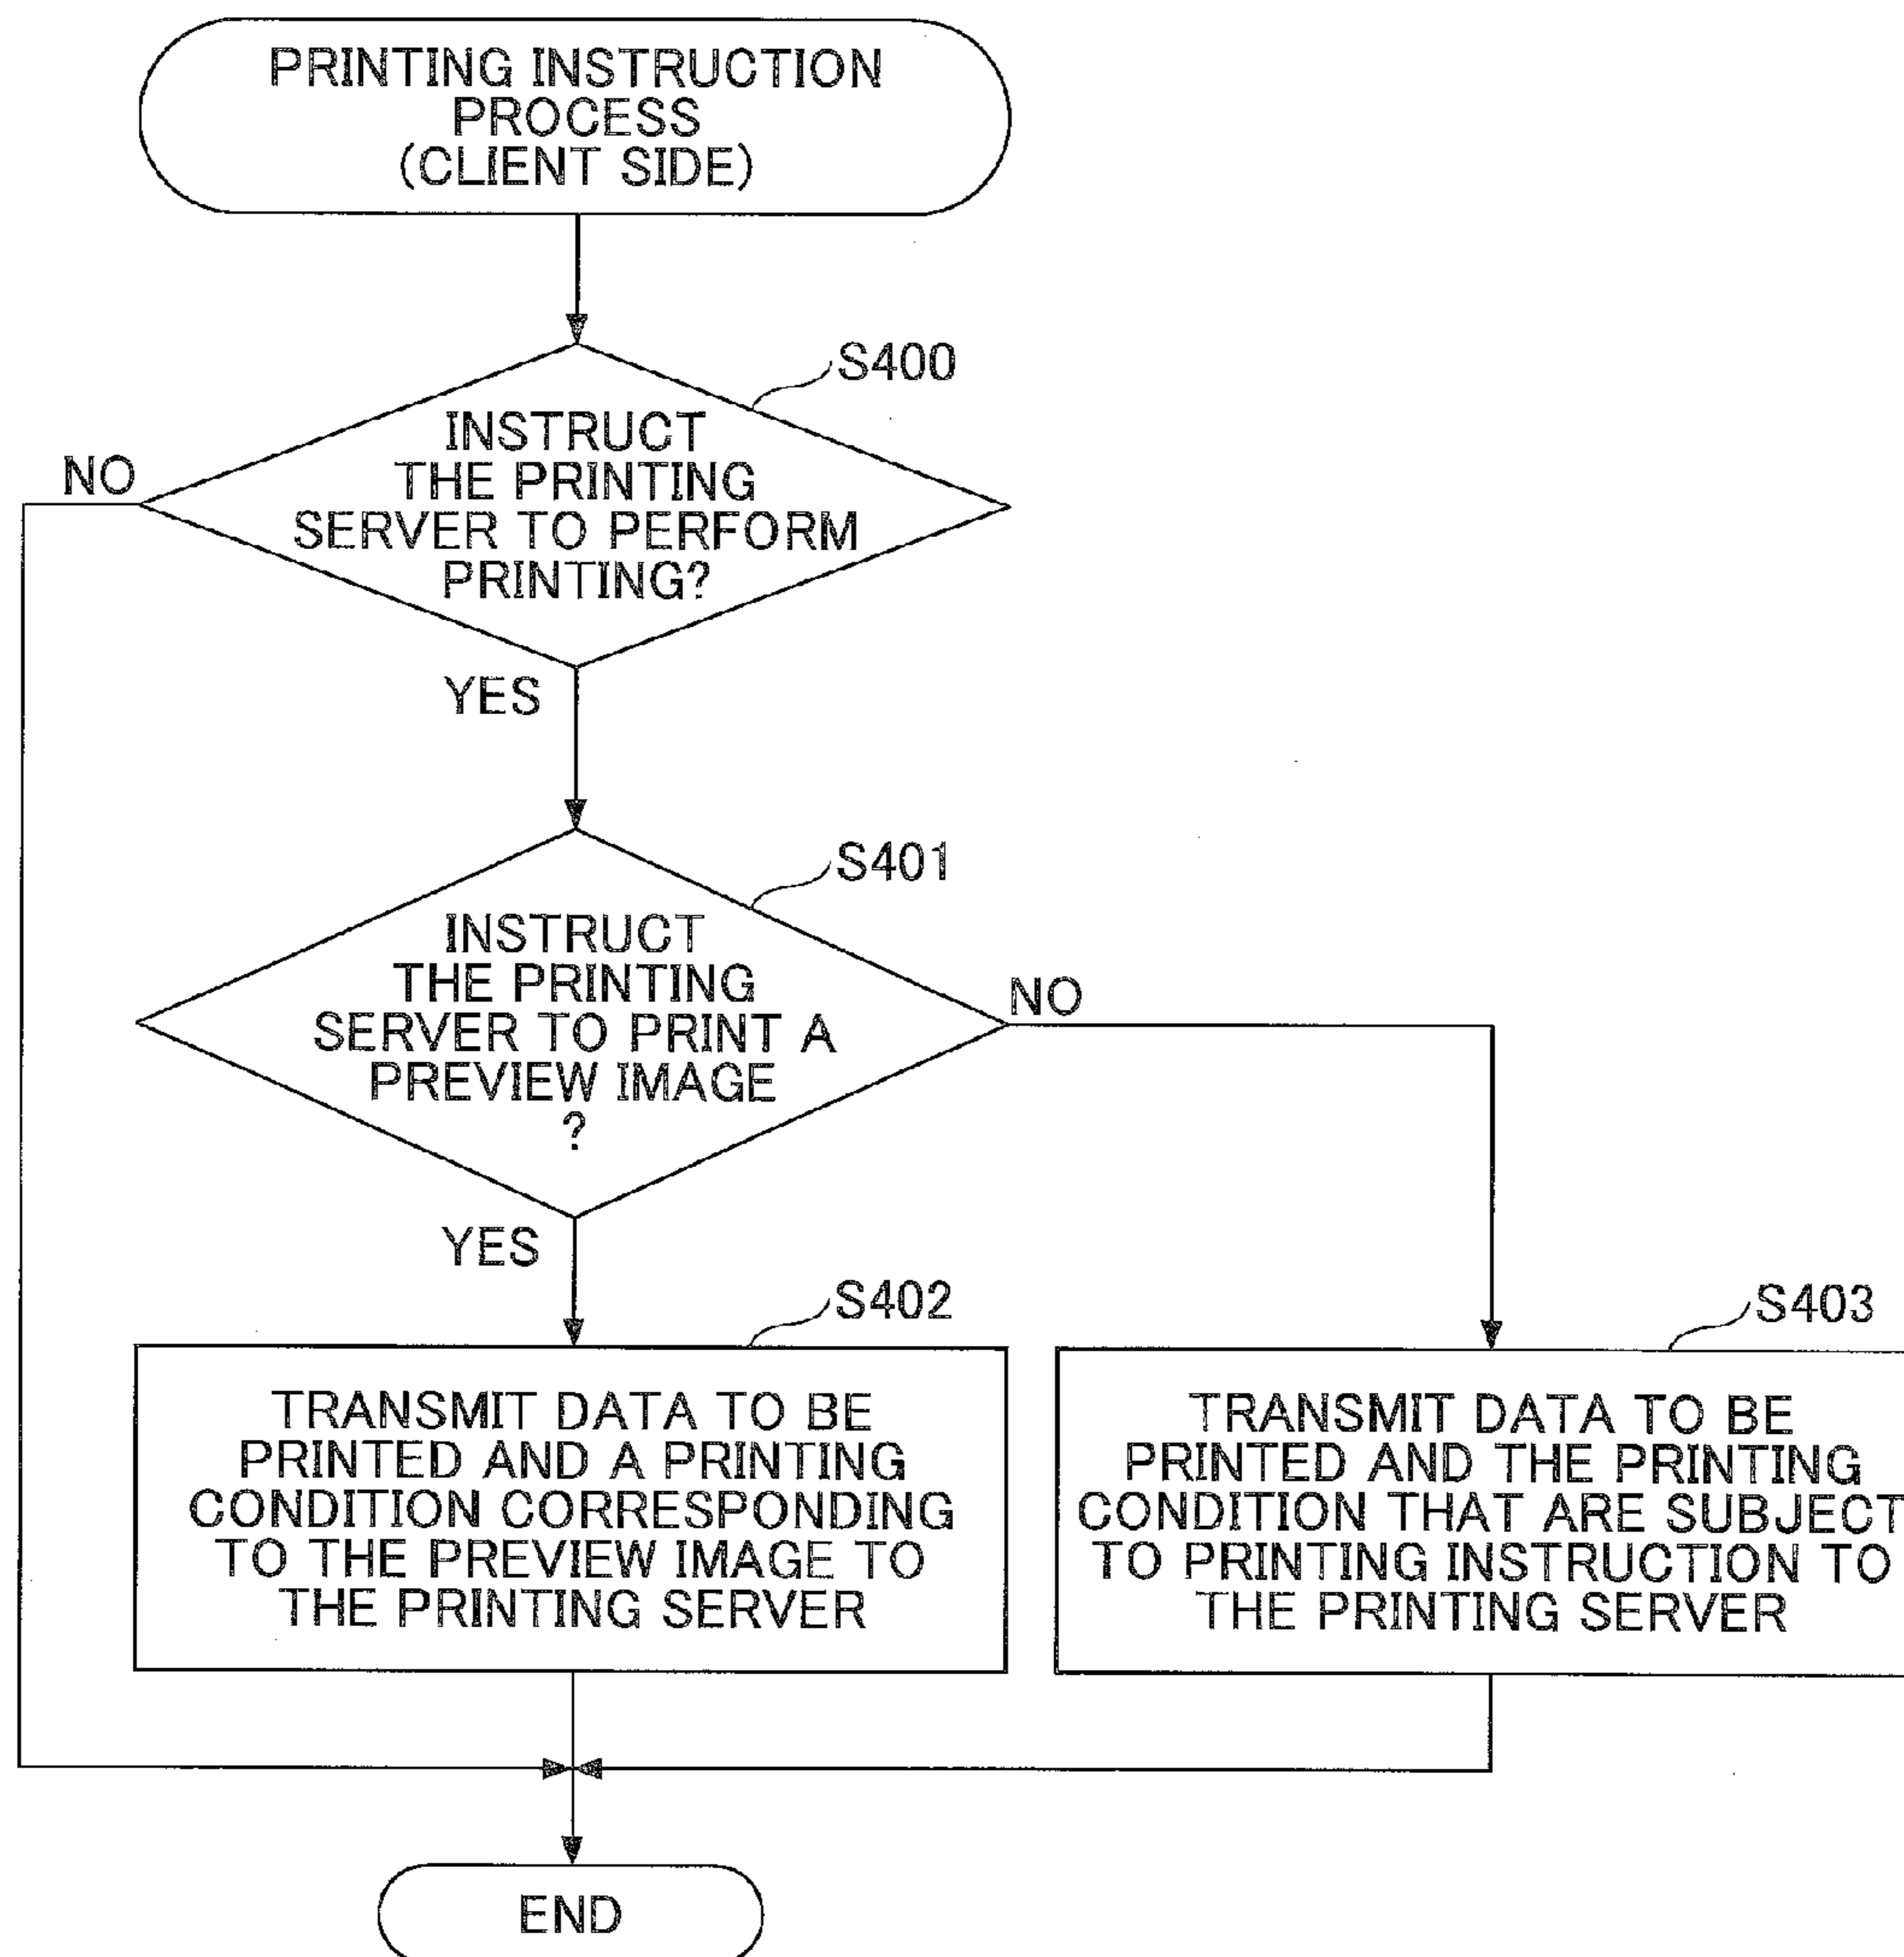 PRINTING INSTRUCTION
PROCESS
(CLIENT SIDE)
S400
INSTRUCT
THE PRINTING
SERVER TO PERFORM
PRINTING?
NO
YES
S401
INSTRUCT
THE PRINTING
SERVER TO PRINT A
PREVIEW IMAGE
?
NO
YES
S402
TRANSMIT DATA TO BE
PRINTED AND A PRINTING
CONDITION CORRESPONDING
TO THE PREVIEW IMAGE TO
THE PRINTING SERVER
S403
TRANSMIT DATA TO BE
PRINTED AND THE PRINTING
CONDITION THAT ARE SUBJECT
TO PRINTING INSTRUCTION TO
THE PRINTING SERVER
END